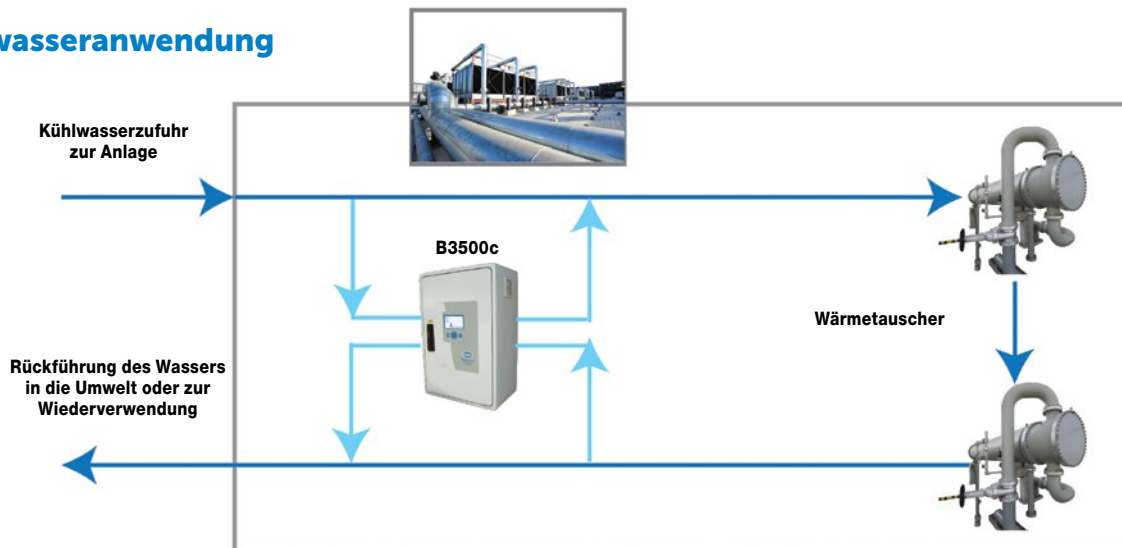 wasseranwendung
Kühlwasserzufuhr
zur Anlage
B3500c
Wärmetauscher
Rückführung des Wassers
in die Umwelt oder zur
Wiederverwendung